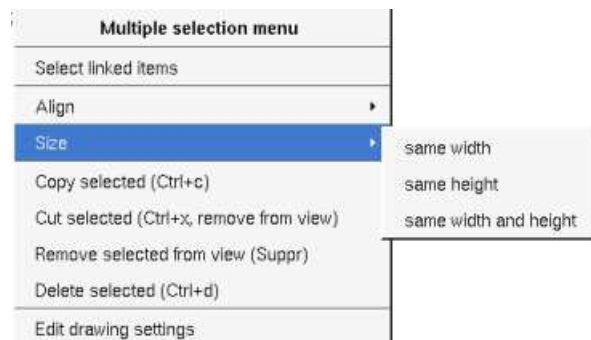 Multiple selection menu
Select linked items
Align
Size
same width
same height
same width and height
Copy selected (Ctrl+c)
Cut selected (Ctrl+x, remove from view)
Remove selected from view (Suppr)
Delete selected (Ctrl+d)
Edit drawing settings